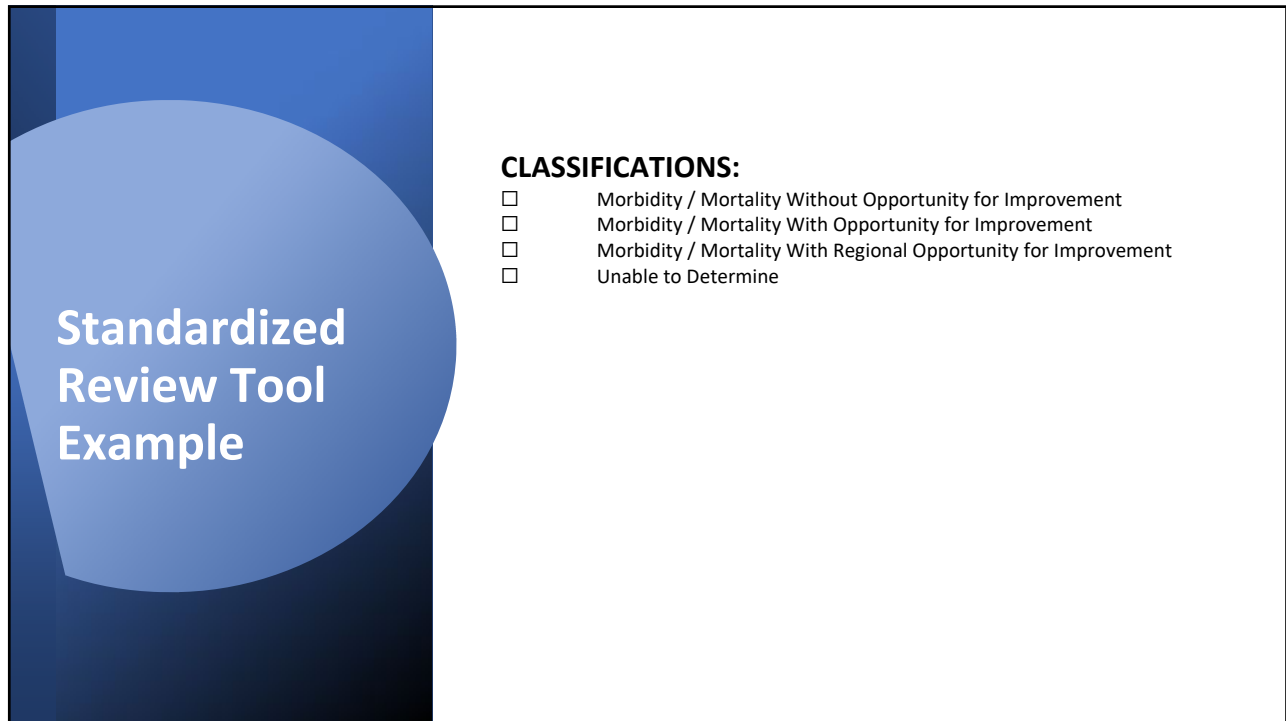 Standardized
Review Tool
Example
CLASSIFICATIONS:
☐ Morbidity / Mortality Without Opportunity for Improvement
☐ Morbidity / Mortality With Opportunity for Improvement
☐ Morbidity / Mortality With Regional Opportunity for Improvement
☐ Unable to Determine